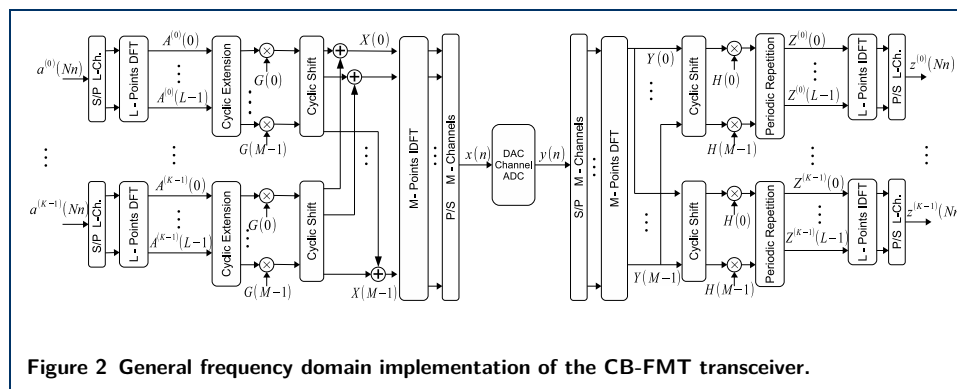 a^(0)(Nn)
S/P L-Ch.
L - Points DFT
A^(0)(0)
A^(0)(L−1)
Cyclic Extension
G(0)
G(M−1)
Cyclic Shift
X(0)
a^(K−1)(Nn)
S/P L-Ch.
L - Points DFT
A^(K−1)(0)
A^(K−1)(L−1)
Cyclic Extension
G(0)
G(M−1)
Cyclic Shift
X(M−1)
M - Points IDFT
P/S M - Channels
x(n)
DAC
Channel
ADC
y(n)
S/P M - Channels
M - Points DFT
Y(0)
Y(M−1)
Cyclic Shift
H(0)
H(M−1)
Periodic Repetition
Z^(0)(0)
Z^(0)(L−1)
L - Points IDFT
P/S L-Ch.
z^(0)(Nn)
Cyclic Shift
H(0)
H(M−1)
Periodic Repetition
Z^(K−1)(0)
Z^(K−1)(L−1)
L - Points IDFT
P/S L-Ch.
z^(K−1)(Nn)
Figure 2 General frequency domain implementation of the CB-FMT transceiver.